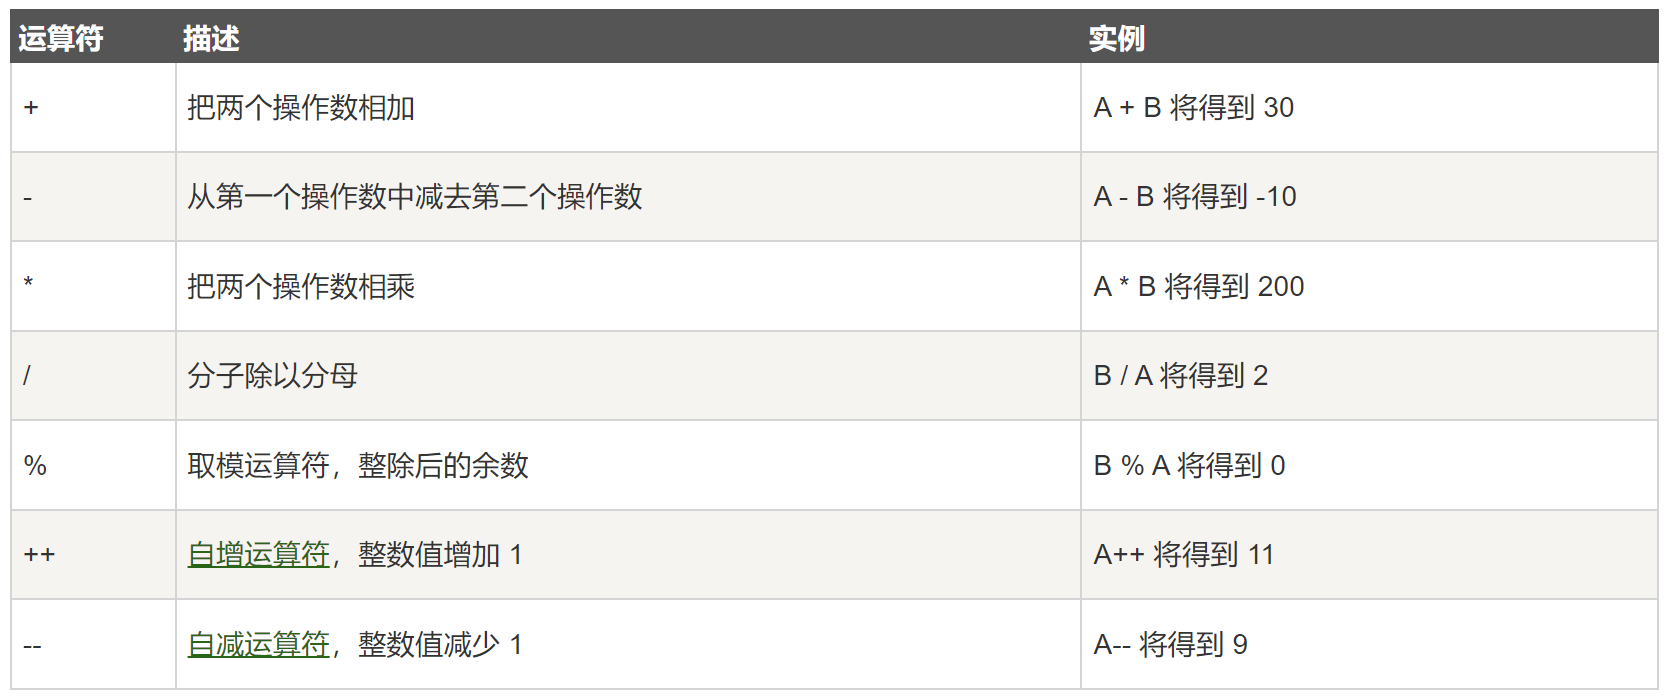 运算符 描述 实例
+ 把两个操作数相加 A + B 将得到 30
- 从第一个操作数中减去第二个操作数 A - B 将得到 -10
* 把两个操作数相乘 A * B 将得到 200
/ 分子除以分母 B / A 将得到 2
% 取模运算符，整除后的余数 B % A 将得到 0
++ 自增运算符，整数值增加 1 A++ 将得到 11
-- 自减运算符，整数值减少 1 A-- 将得到 9